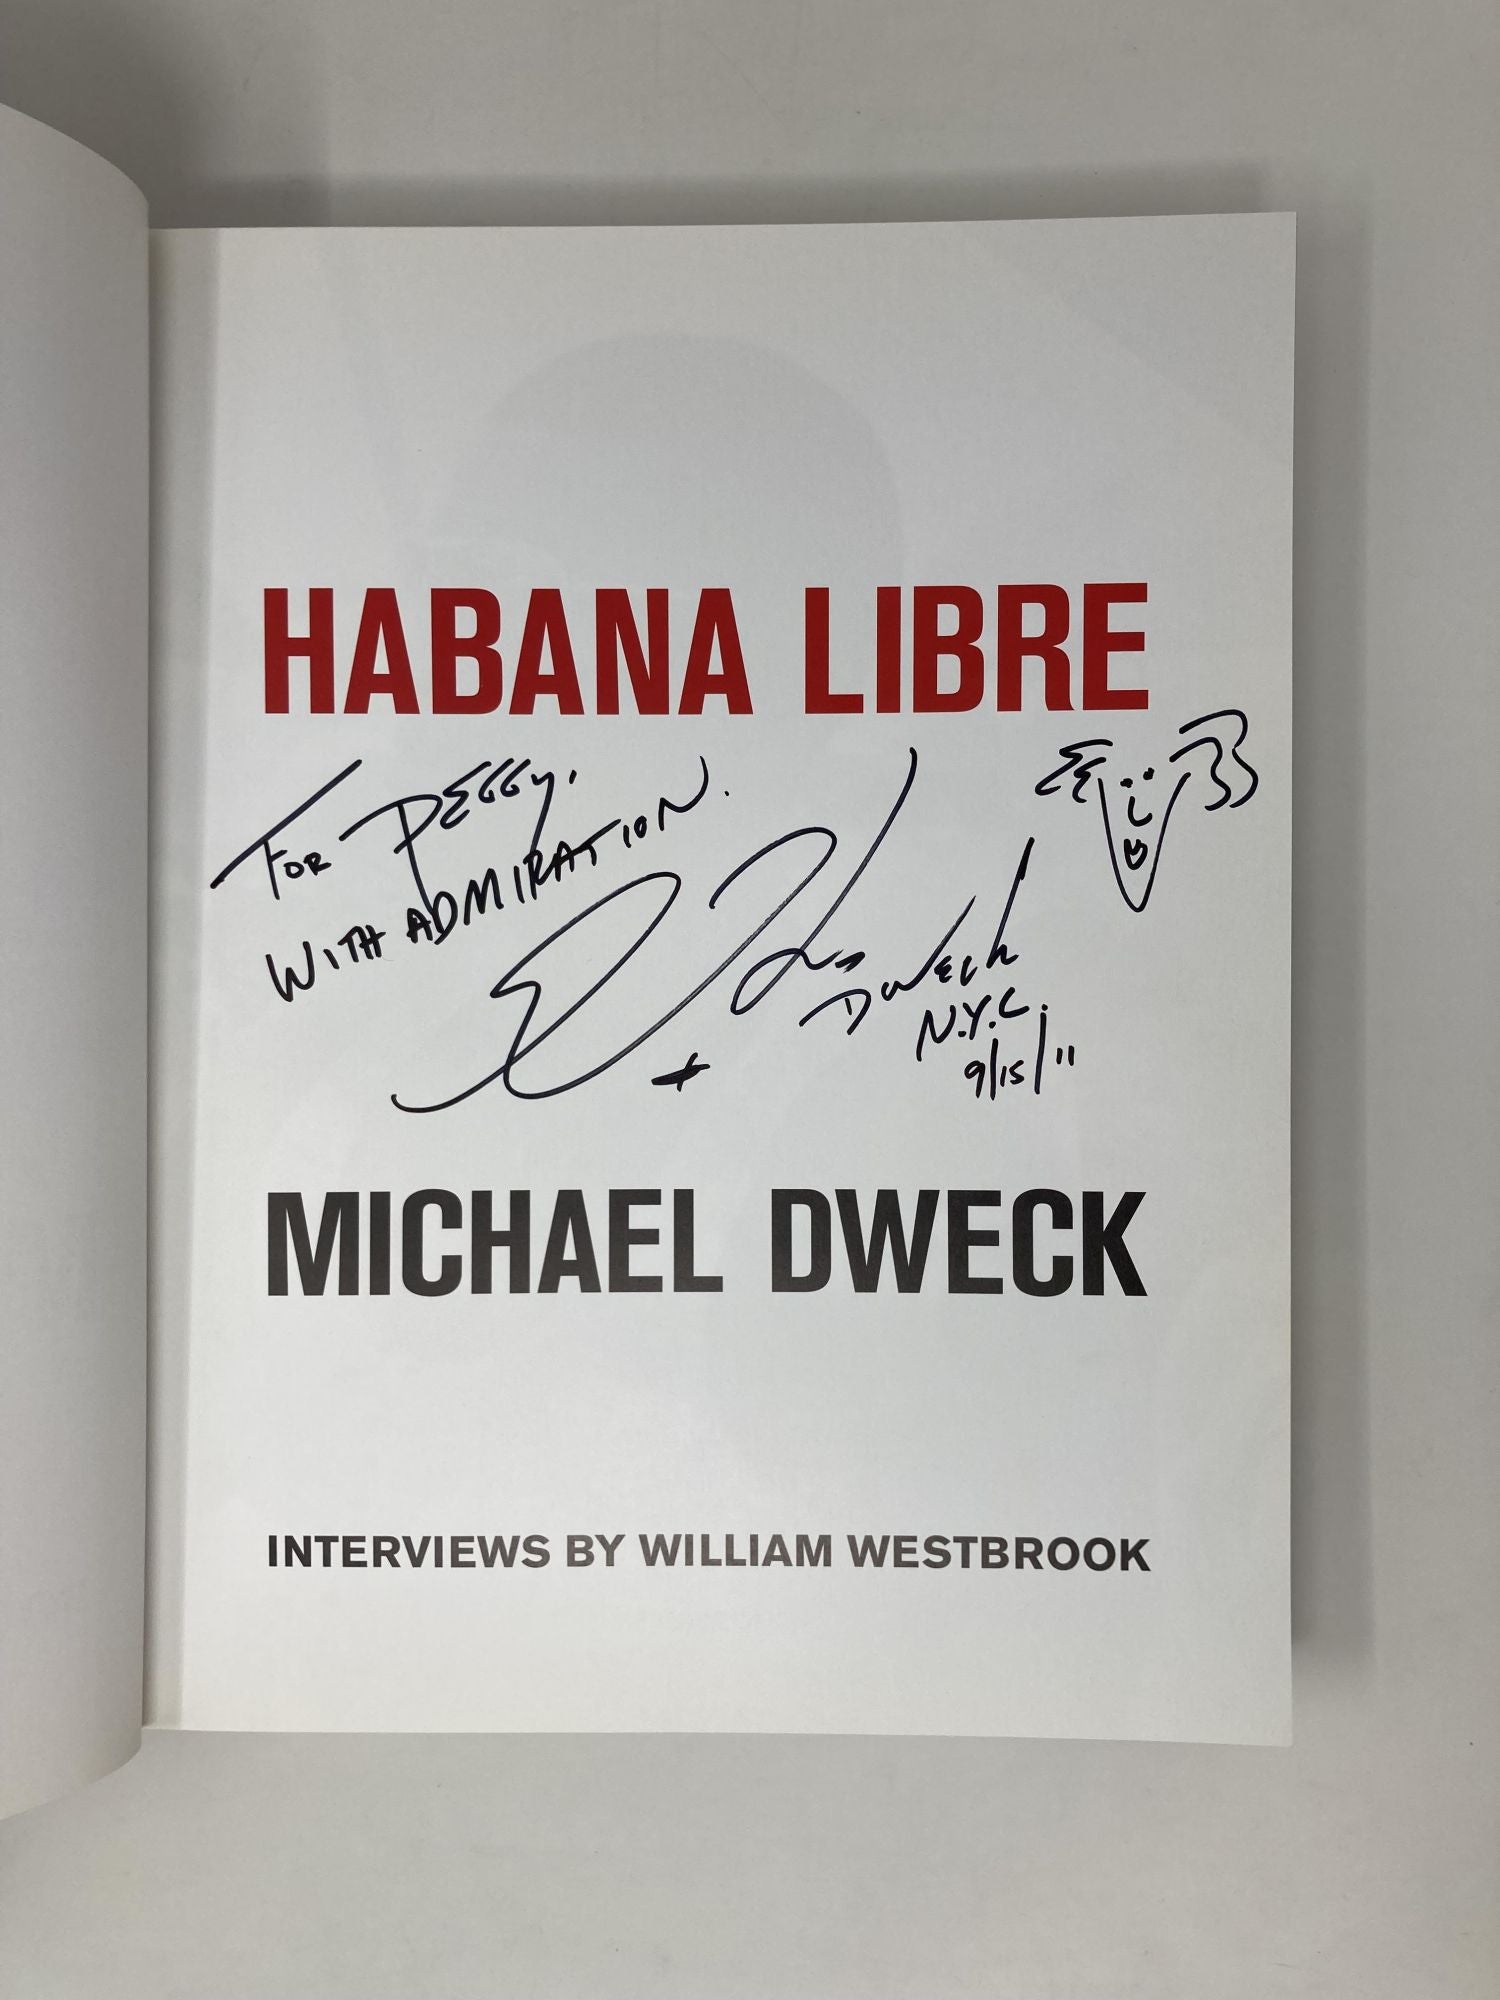 HABANA LIBRE
FOR PEGGY.
WITH ADMIRATION.
DWECK
N.Y.C.
9/15/11
MICHAEL DWECK
INTERVIEWS BY WILLIAM WESTBROOK